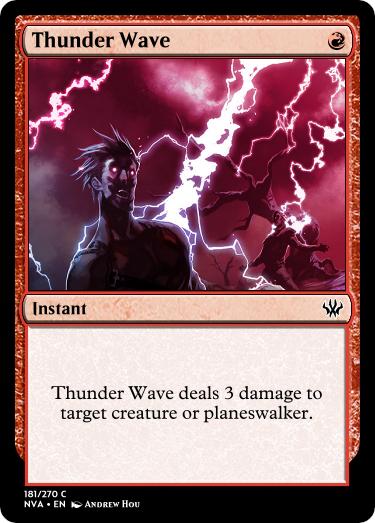 Thunder Wave
Instant
Thunder Wave deals 3 damage to
target creature or planeswalker.
181/270 C
NVA • EN Andrew Hou